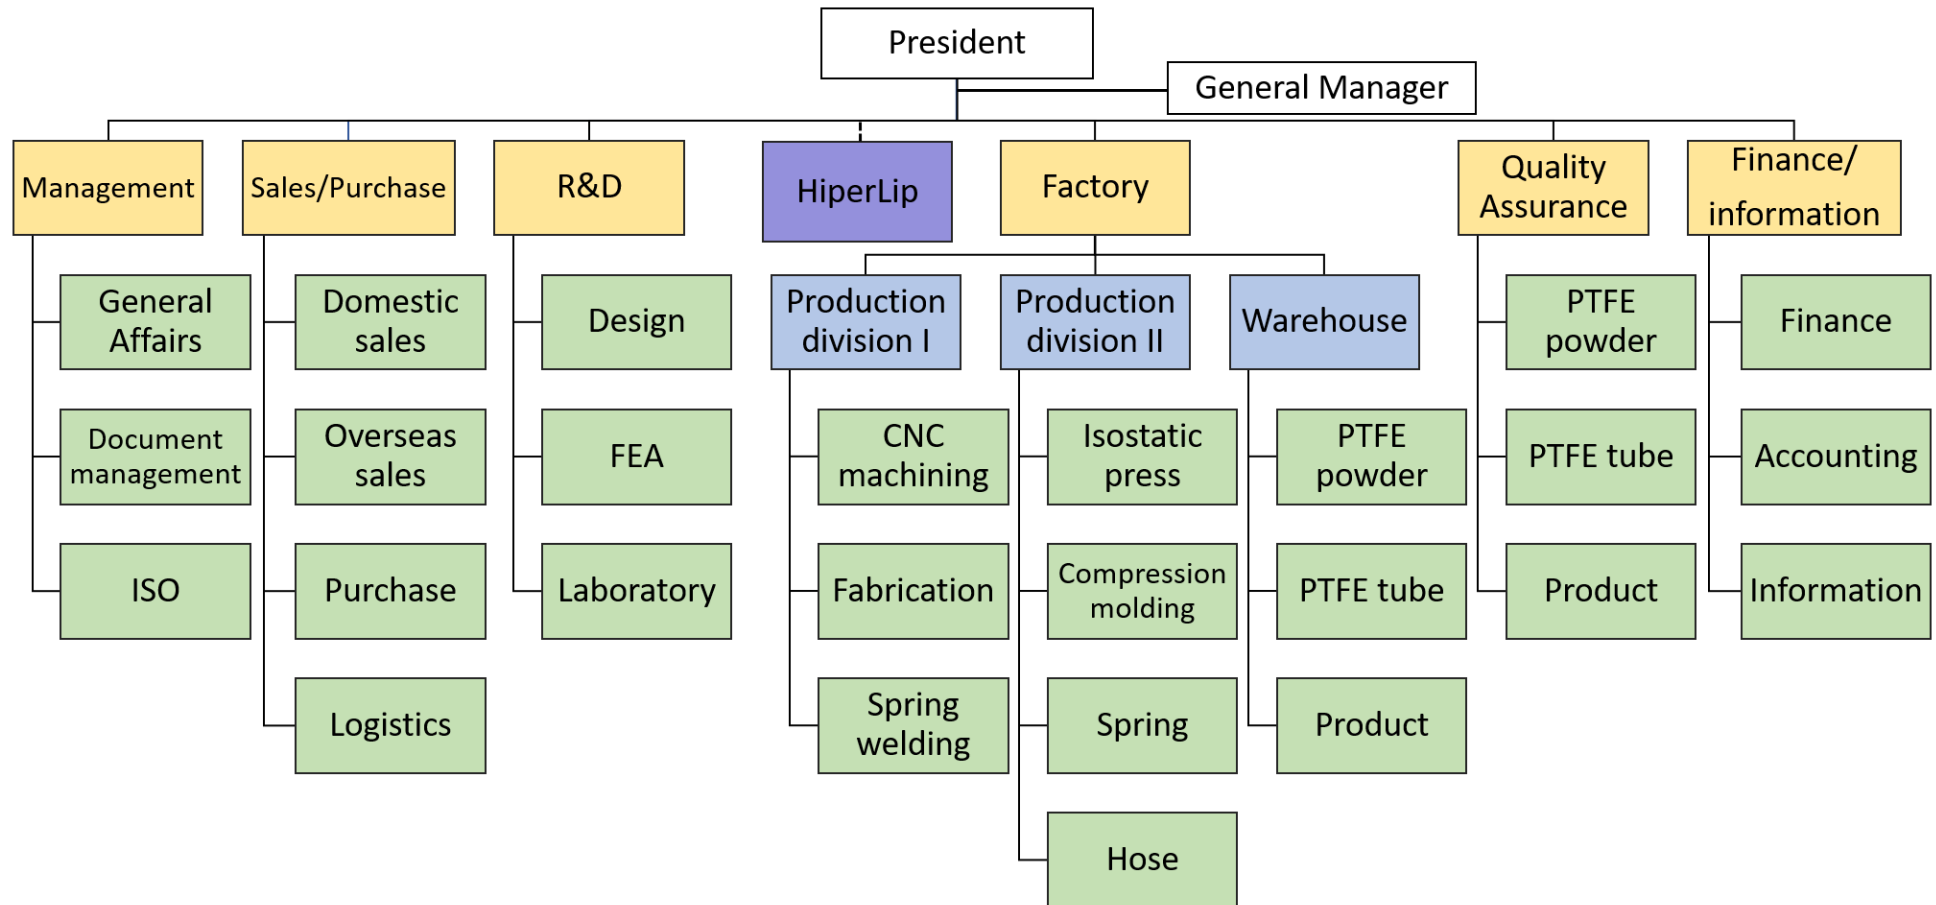 President
General Manager
Management
Sales/Purchase
R&D
HiperLip
Factory
Quality
Assurance
Finance/
information
General
Affairs
Document
management
ISO
Domestic
sales
Overseas
sales
Purchase
Logistics
Design
FEA
Laboratory
Production
division I
CNC
machining
Fabrication
Spring
welding
Production
division II
Isostatic
press
Compression
molding
Spring
Hose
Warehouse
PTFE
powder
PTFE tube
Product
PTFE
powder
PTFE tube
Product
Finance
Accounting
Information